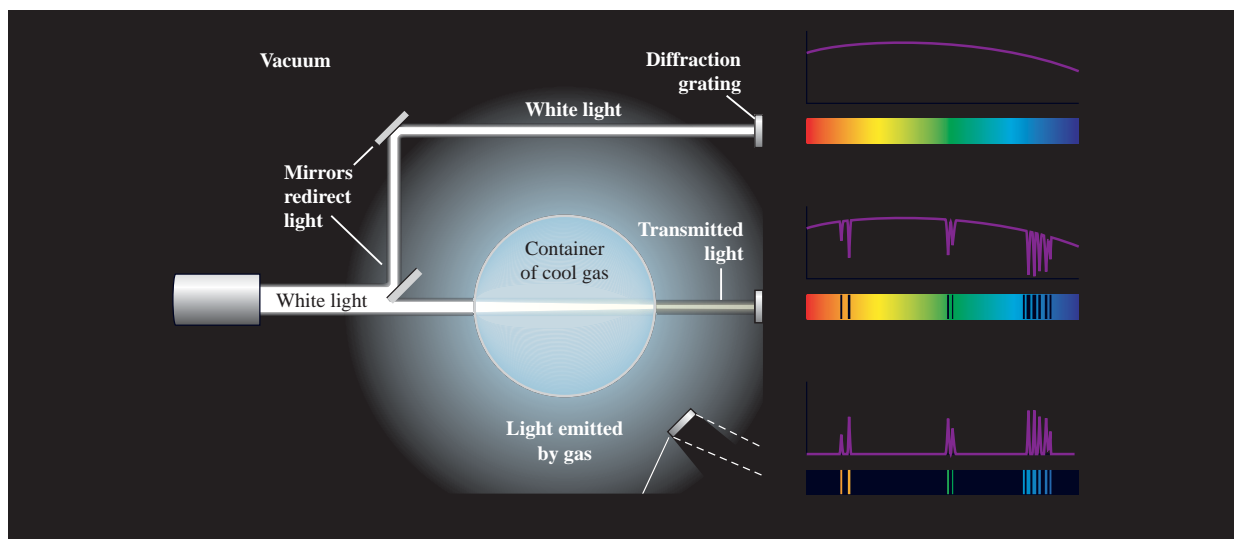 Vacuum
Diffraction
grating
White light
Mirrors
redirect
light
Container
of cool gas
Transmitted
light
White light
Light emitted
by gas